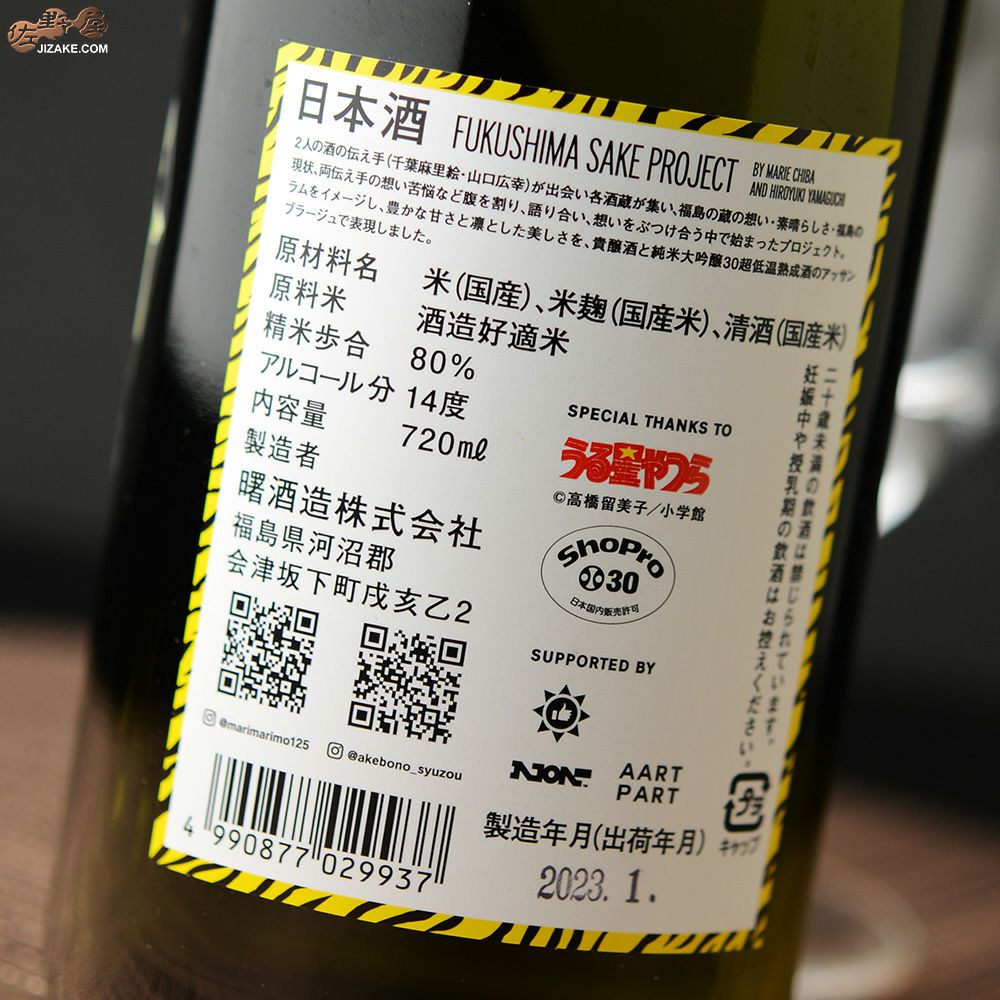 佐野屋
JIZAKE.COM
日本酒 FUKUSHIMA SAKE PROJECT
BY MARIE CHIBA
AND HIROYUKI YAMAGUCHI
2人の酒の伝え手(千葉麻里絵・山口広幸)が出会い各酒蔵が集い、福島の蔵の想い・素晴らしさ・福島の
現状、両伝え手の想い苦悩など腹を割り、語り合い、想いをぶつけ合う中で始まったプロジェクト。
ラムをイメージし、豊かな甘さと凛とした美しさを、貴醸酒と純米大吟醸30超低温熟成酒のアッサン
ブラージュで表現しました。
原材料名 米(国産)、米麹(国産米)、清酒(国産米)
原料米 酒造好適米
精米歩合 80%
アルコール分 14度
内容量 720ml
製造者
曙酒造株式会社
福島県河沼郡
会津坂下町戌亥乙2
@marimarimo125
@akebono_syuzou
4 990877 029937
SPECIAL THANKS TO
うる星やつら
©高橋留美子/小学館
ShoPro
30
日本国内販売許可
SUPPORTED BY
NON
AART
PART
二十歳未満の飲酒は禁じられています。
妊娠中や授乳期の飲酒はお控えください。
プラ
キャップ
製造年月(出荷年月)
2023. 1.